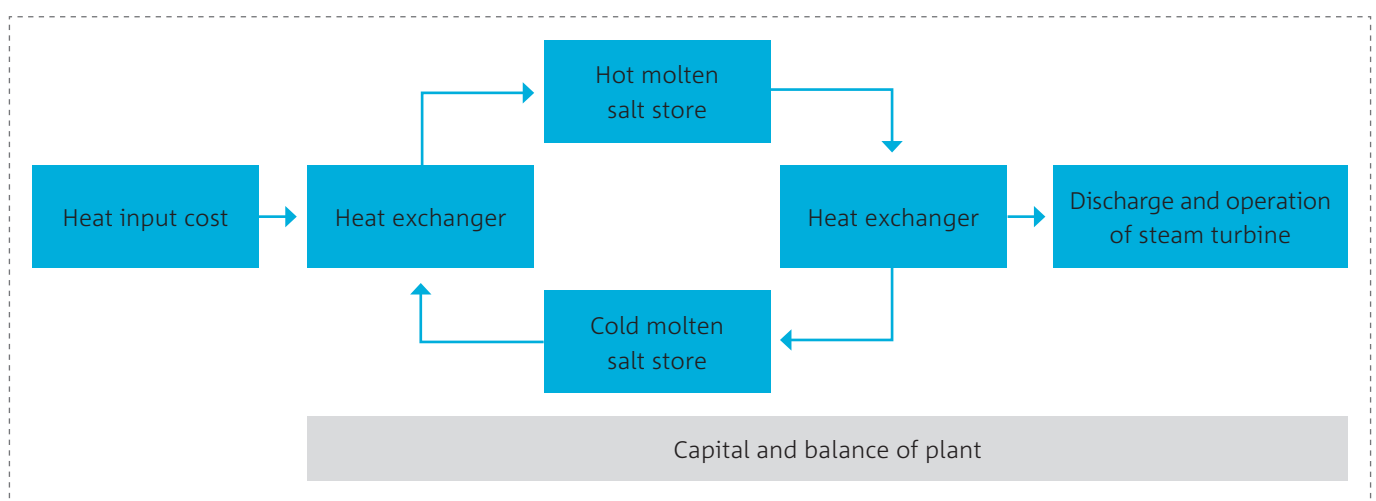 Hot molten
salt store
Heat input cost
Heat exchanger
Heat exchanger
Discharge and operation
of steam turbine
Cold molten
salt store
Capital and balance of plant